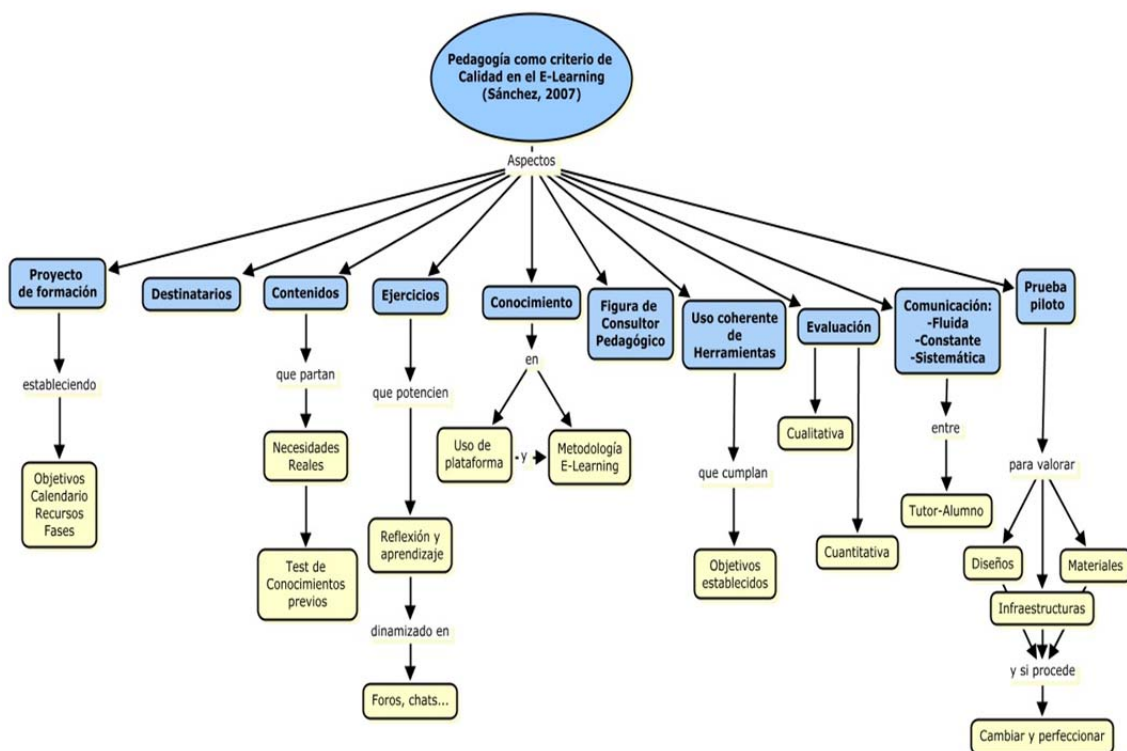 Pedagogía como criterio de
Calidad en el E-Learning
(Sánchez, 2007)
Aspectos
Proyecto
de formación
estableciendo
Objetivos
Calendario
Recursos
Fases
Destinatarios
Contenidos
que partan
Necesidades
Reales
Test de
Conocimientos
previos
Ejercicios
que potencien
Reflexión y
aprendizaje
dinamizado en
Foros, chats...
Conocimiento
en
Uso de
plataforma
y
Metodología
E-Learning
Figura de
Consultor
Pedagógico
Uso coherente
de
Herramientas
que cumplan
Objetivos
establecidos
Evaluación
Cualitativa
Cuantitativa
Comunicación:
-Fluida
-Constante
-Sistemática
entre
Tutor-Alumno
Prueba
piloto
para valorar
Diseños
Materiales
Infraestructuras
y si procede
Cambiar y perfeccionar